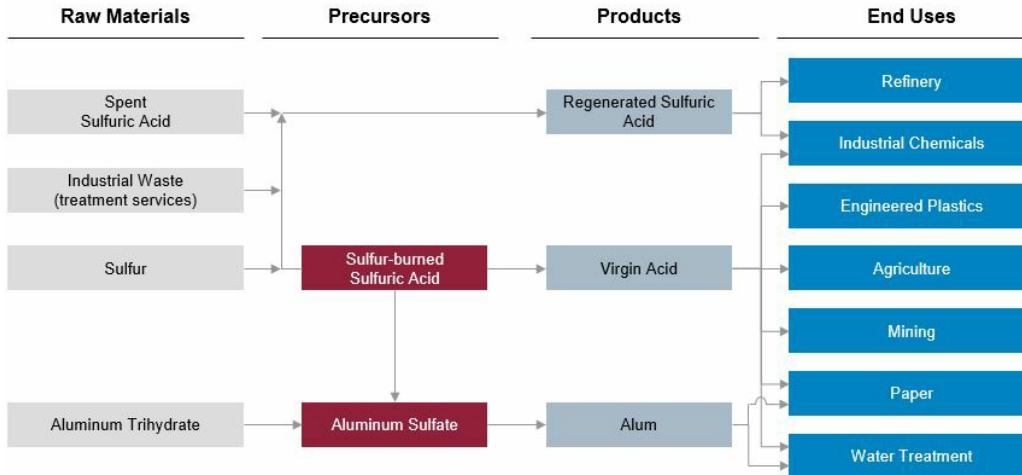 Raw Materials
Precursors
Products
End Uses
Spent
Sulfuric Acid
Regenerated Sulfuric
Acid
Refinery
Industrial Chemicals
Industrial Waste
(treatment services)
Engineered Plastics
Sulfur
Sulfur-burned
Sulfuric Acid
Virgin Acid
Agriculture
Mining
Paper
Aluminum Trihydrate
Aluminum Sulfate
Alum
Water Treatment